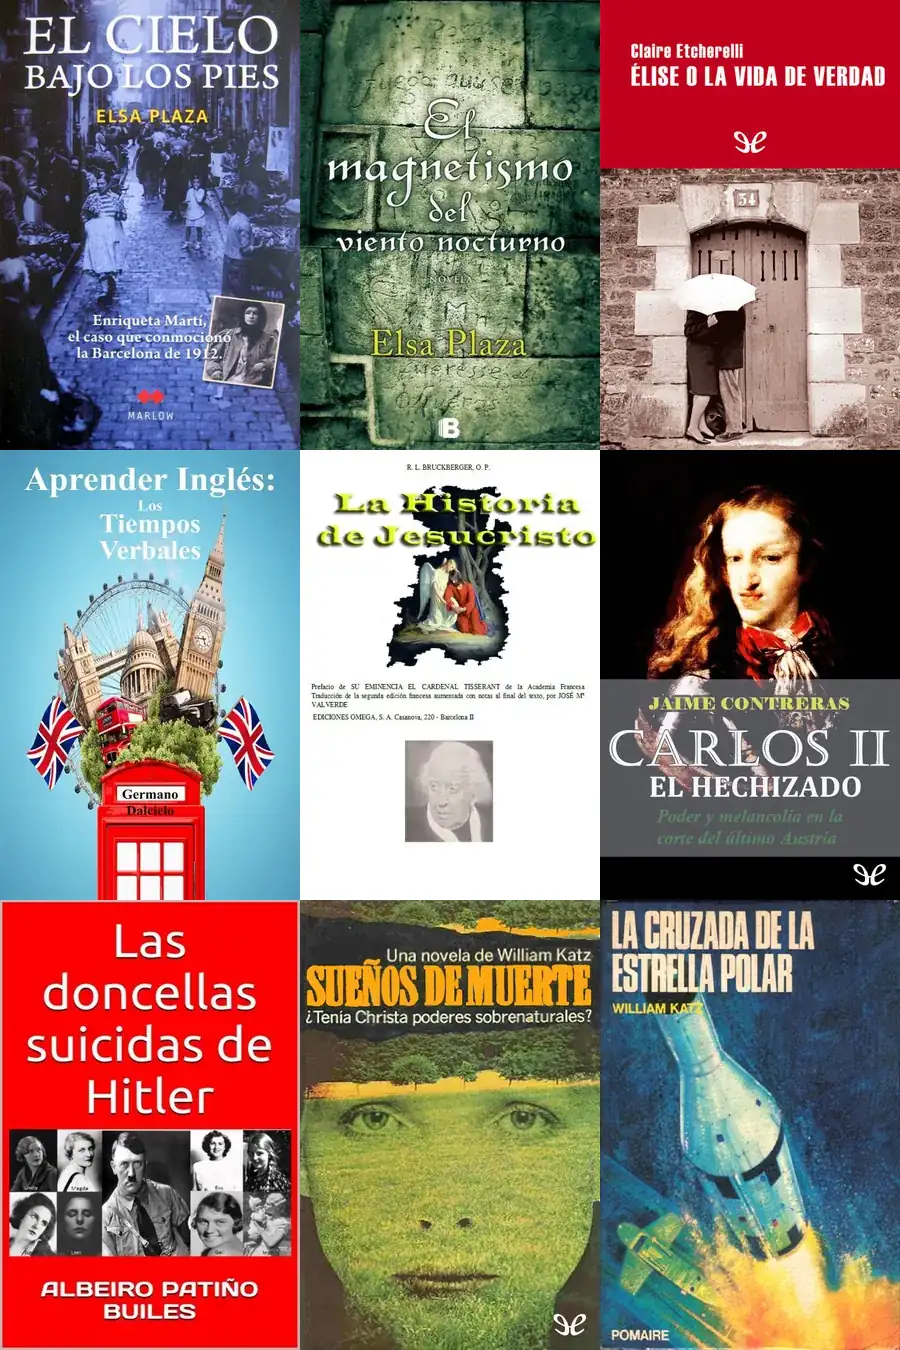 EL CIELO
BAJO LOS PIES
ELSA PLAZA
Enriqueta Martí,
el caso que conmocionó
la Barcelona de 1912.
MARLOW
El
magnetismo
del
viento nocturno
NOVELA
Elsa Plaza
B
Claire Etcherelli
ÉLISE O LA VIDA DE VERDAD
34
Aprender Inglés:
Los
Tiempos
Verbales
Germano
Dalcielo
R. L. BRUCKBERGER, O. P.
La Historia
de Jesucristo
Prefacio de SU EMINENCIA EL CARDENAL TISSERANT de la Academia Francesa
Traducción de la segunda edición francesa aumentada con notas al final del texto, por JOSÉ Mª
VALVERDE
EDICIONES OMEGA, S. A. Casanova, 220 - Barcelona II
JAIME CONTRERAS
CARLOS II
EL HECHIZADO
Poder y melancolía en la
corte del último Austria
Las
doncellas
suicidas de
Hitler
Magda
Eva
Leni
Geli
ALBEIRO PATIÑO
BUILES
Una novela de William Katz
SUEÑOS DE MUERTE
¿Tenía Christa poderes sobrenaturales?
LA CRUZADA DE LA
ESTRELLA POLAR
WILLIAM KATZ
POMAIRE